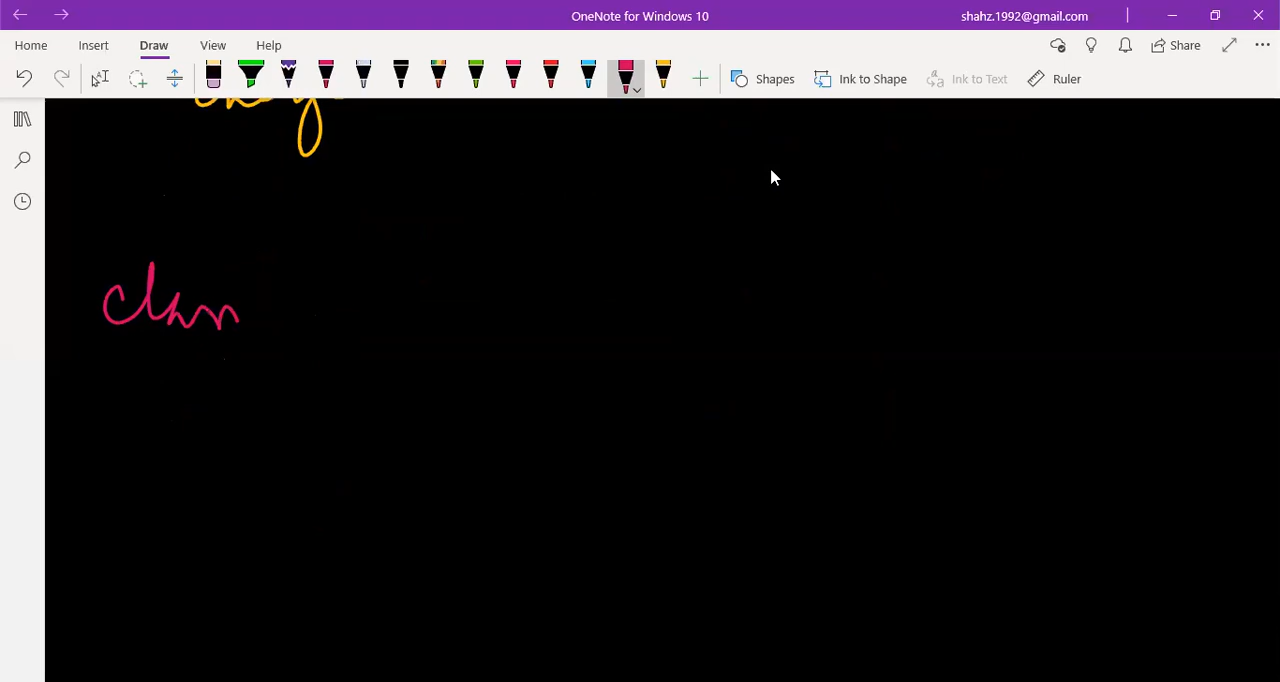 OneNote for Windows 10
shahz.1992@gmail.com
Home Insert Draw View Help
Share
Shapes Ink to Shape Ink to Text Ruler